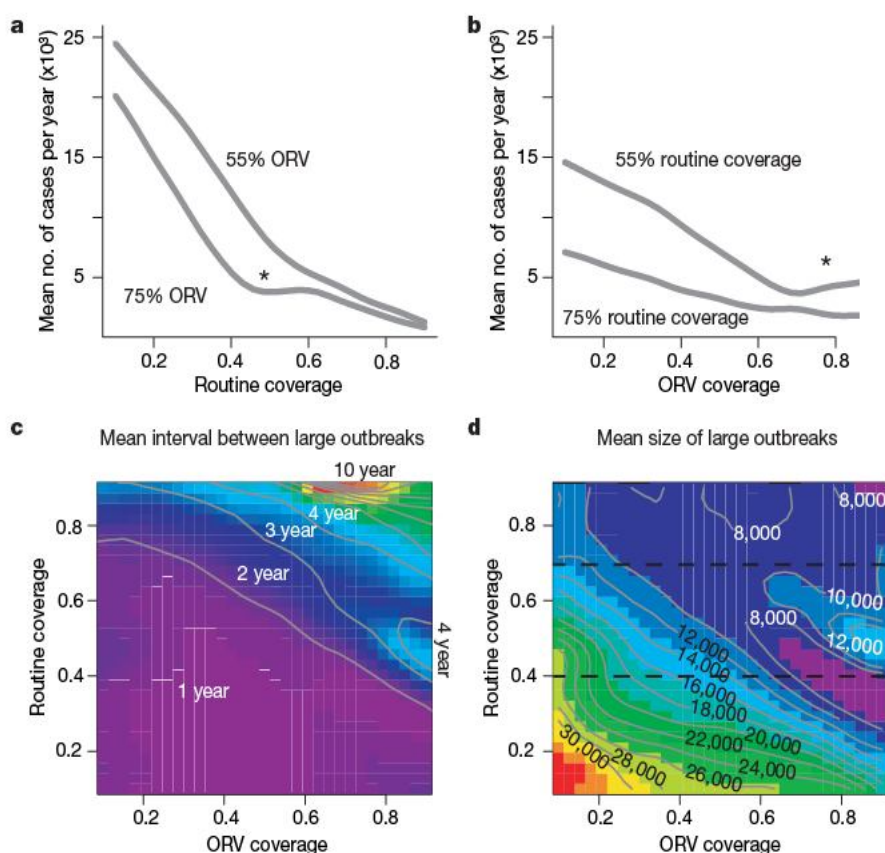 a
Mean no. of cases per year (x10³)
25
15
5
55% ORV
75% ORV
*
0.2 0.4 0.6 0.8
Routine coverage
b
Mean no. of cases per year (x10³)
25
15
5
55% routine coverage
*
75% routine coverage
0.2 0.4 0.6 0.8
ORV coverage
c
Mean interval between large outbreaks
10 year
4 year
3 year
2 year
4 year
1 year
Routine coverage
0.8
0.6
0.4
0.2
0.2 0.4 0.6 0.8
ORV coverage
d
Mean size of large outbreaks
8,000
8,000
10,000
8,000
12,000
12,000
14,000
16,000
18,000
20,000
22,000
24,000
26,000
28,000
30,000
Routine coverage
0.8
0.6
0.4
0.2
0.2 0.4 0.6 0.8
ORV coverage